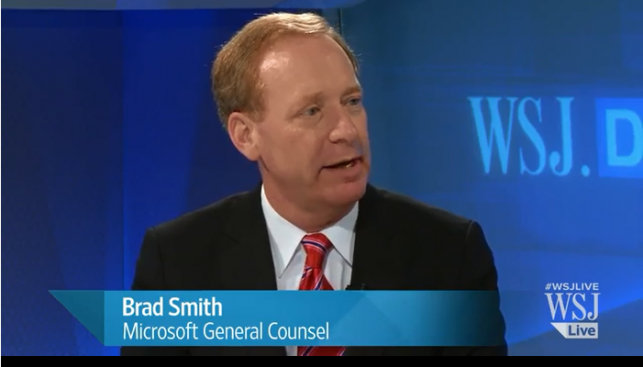 WSJ. D
#WSJLIVE
WSJ
Live
Brad Smith
Microsoft General Counsel